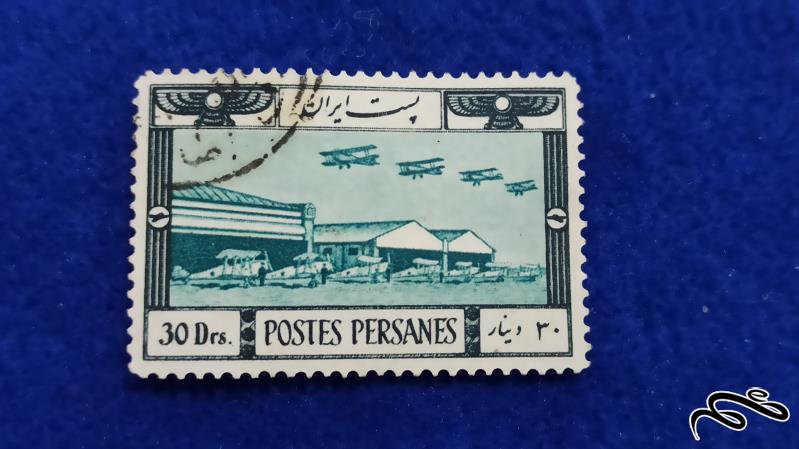 پست ایران
30 Drs.
POSTES PERSANES
۳۰ دینار